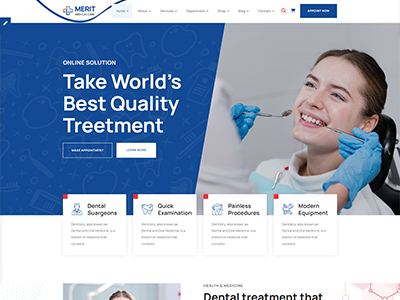 MERIT
MEDICAL CARE
Home
About
Services
Department
Shop
Blog
Contact
APPOINT NOW
ONLINE SOLUTION
Take World's
Best Quality
Treetment
MAKE APPOINTMENT
LEARN MORE
Dental
Suargeons
Dentistry, also known as
Dental and Oral Medicine, is a
branch of medicine that
consists
Quick
Examination
Dentistry, also known as
Dental and Oral Medicine, is a
branch of medicine that
consists
Painless
Procedures
Dentistry, also known as
Dental and Oral Medicine, is a
branch of medicine that
consists
Modern
Equipment
Dentistry, also known as
Dental and Oral Medicine, is a
branch of medicine that
consists
HEALTH & MEDICINE
Dental treatment that